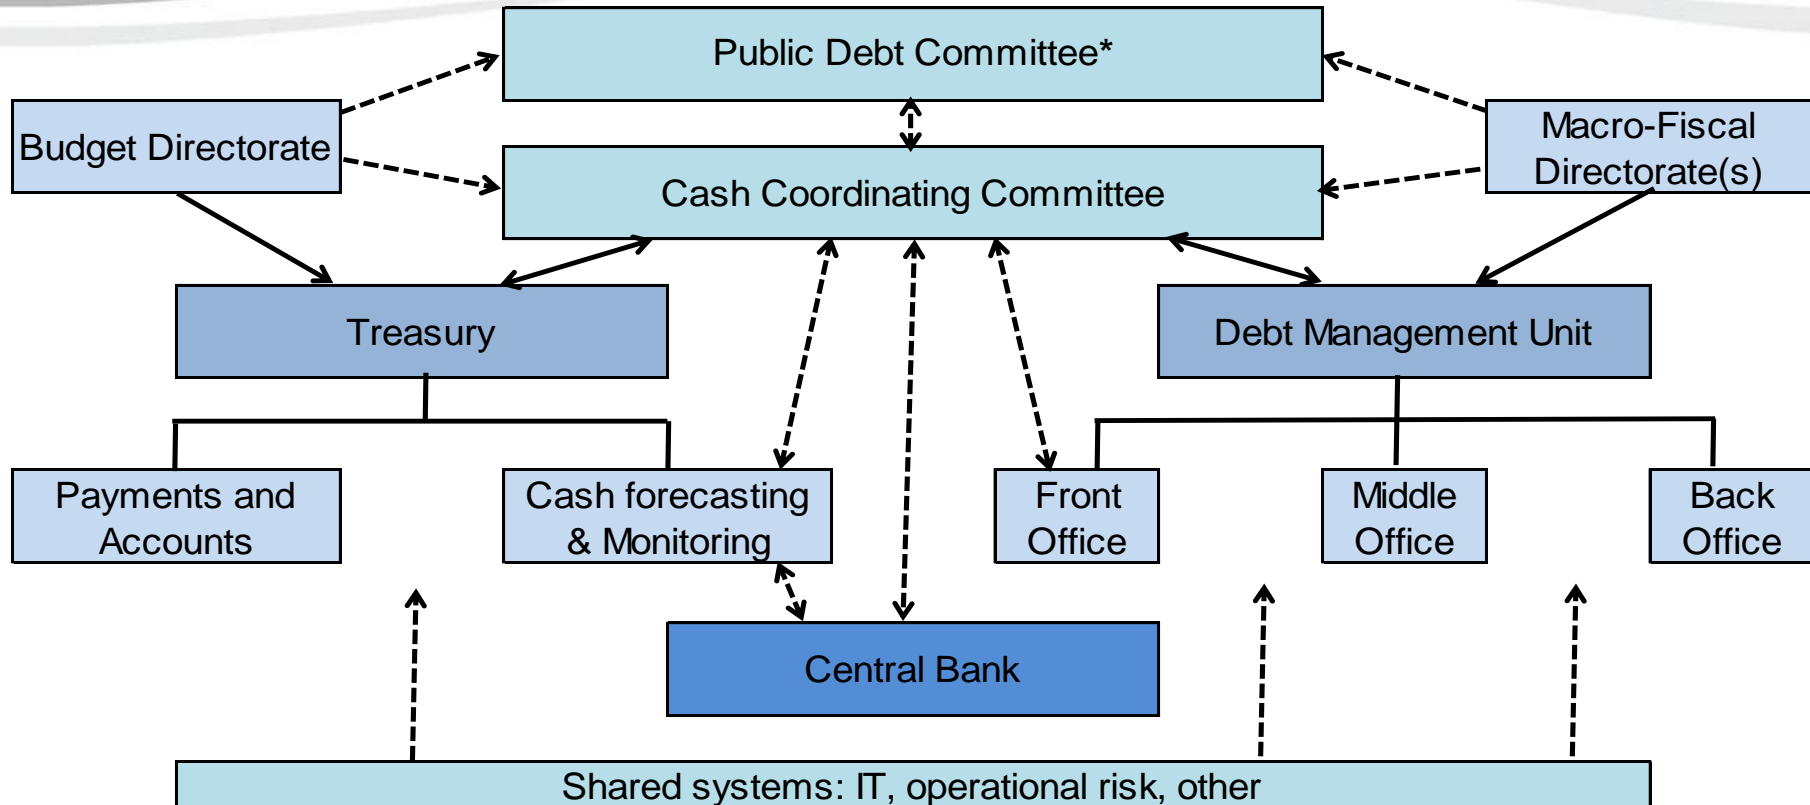 Public Debt Committee*
Budget Directorate
Macro-Fiscal
Directorate(s)
Cash Coordinating Committee
Treasury
Debt Management Unit
Payments and
Accounts
Cash forecasting
& Monitoring
Front
Office
Middle
Office
Back
Office
Central Bank
Shared systems: IT, operational risk, other